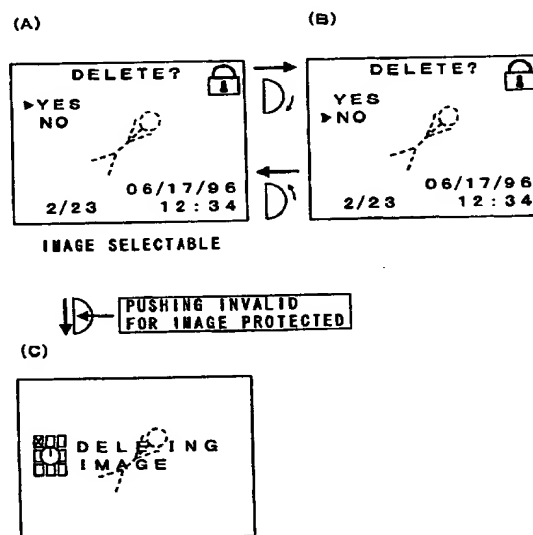 (A)
DELETE?
▶YES
NO
06/17/96
2/23 12:34
IMAGE SELECTABLE
(B)
DELETE?
YES
▶NO
06/17/96
2/23 12:34
PUSHING INVALID
FOR IMAGE PROTECTED
(C)
DELETING
IMAGE